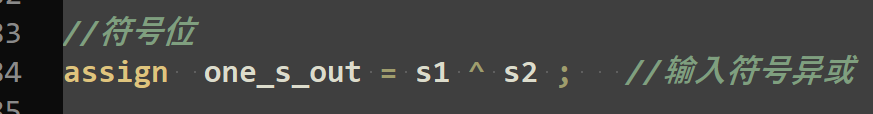 33 //符号位
34 assign one_s_out = s1 ^ s2 ; //输入符号异或